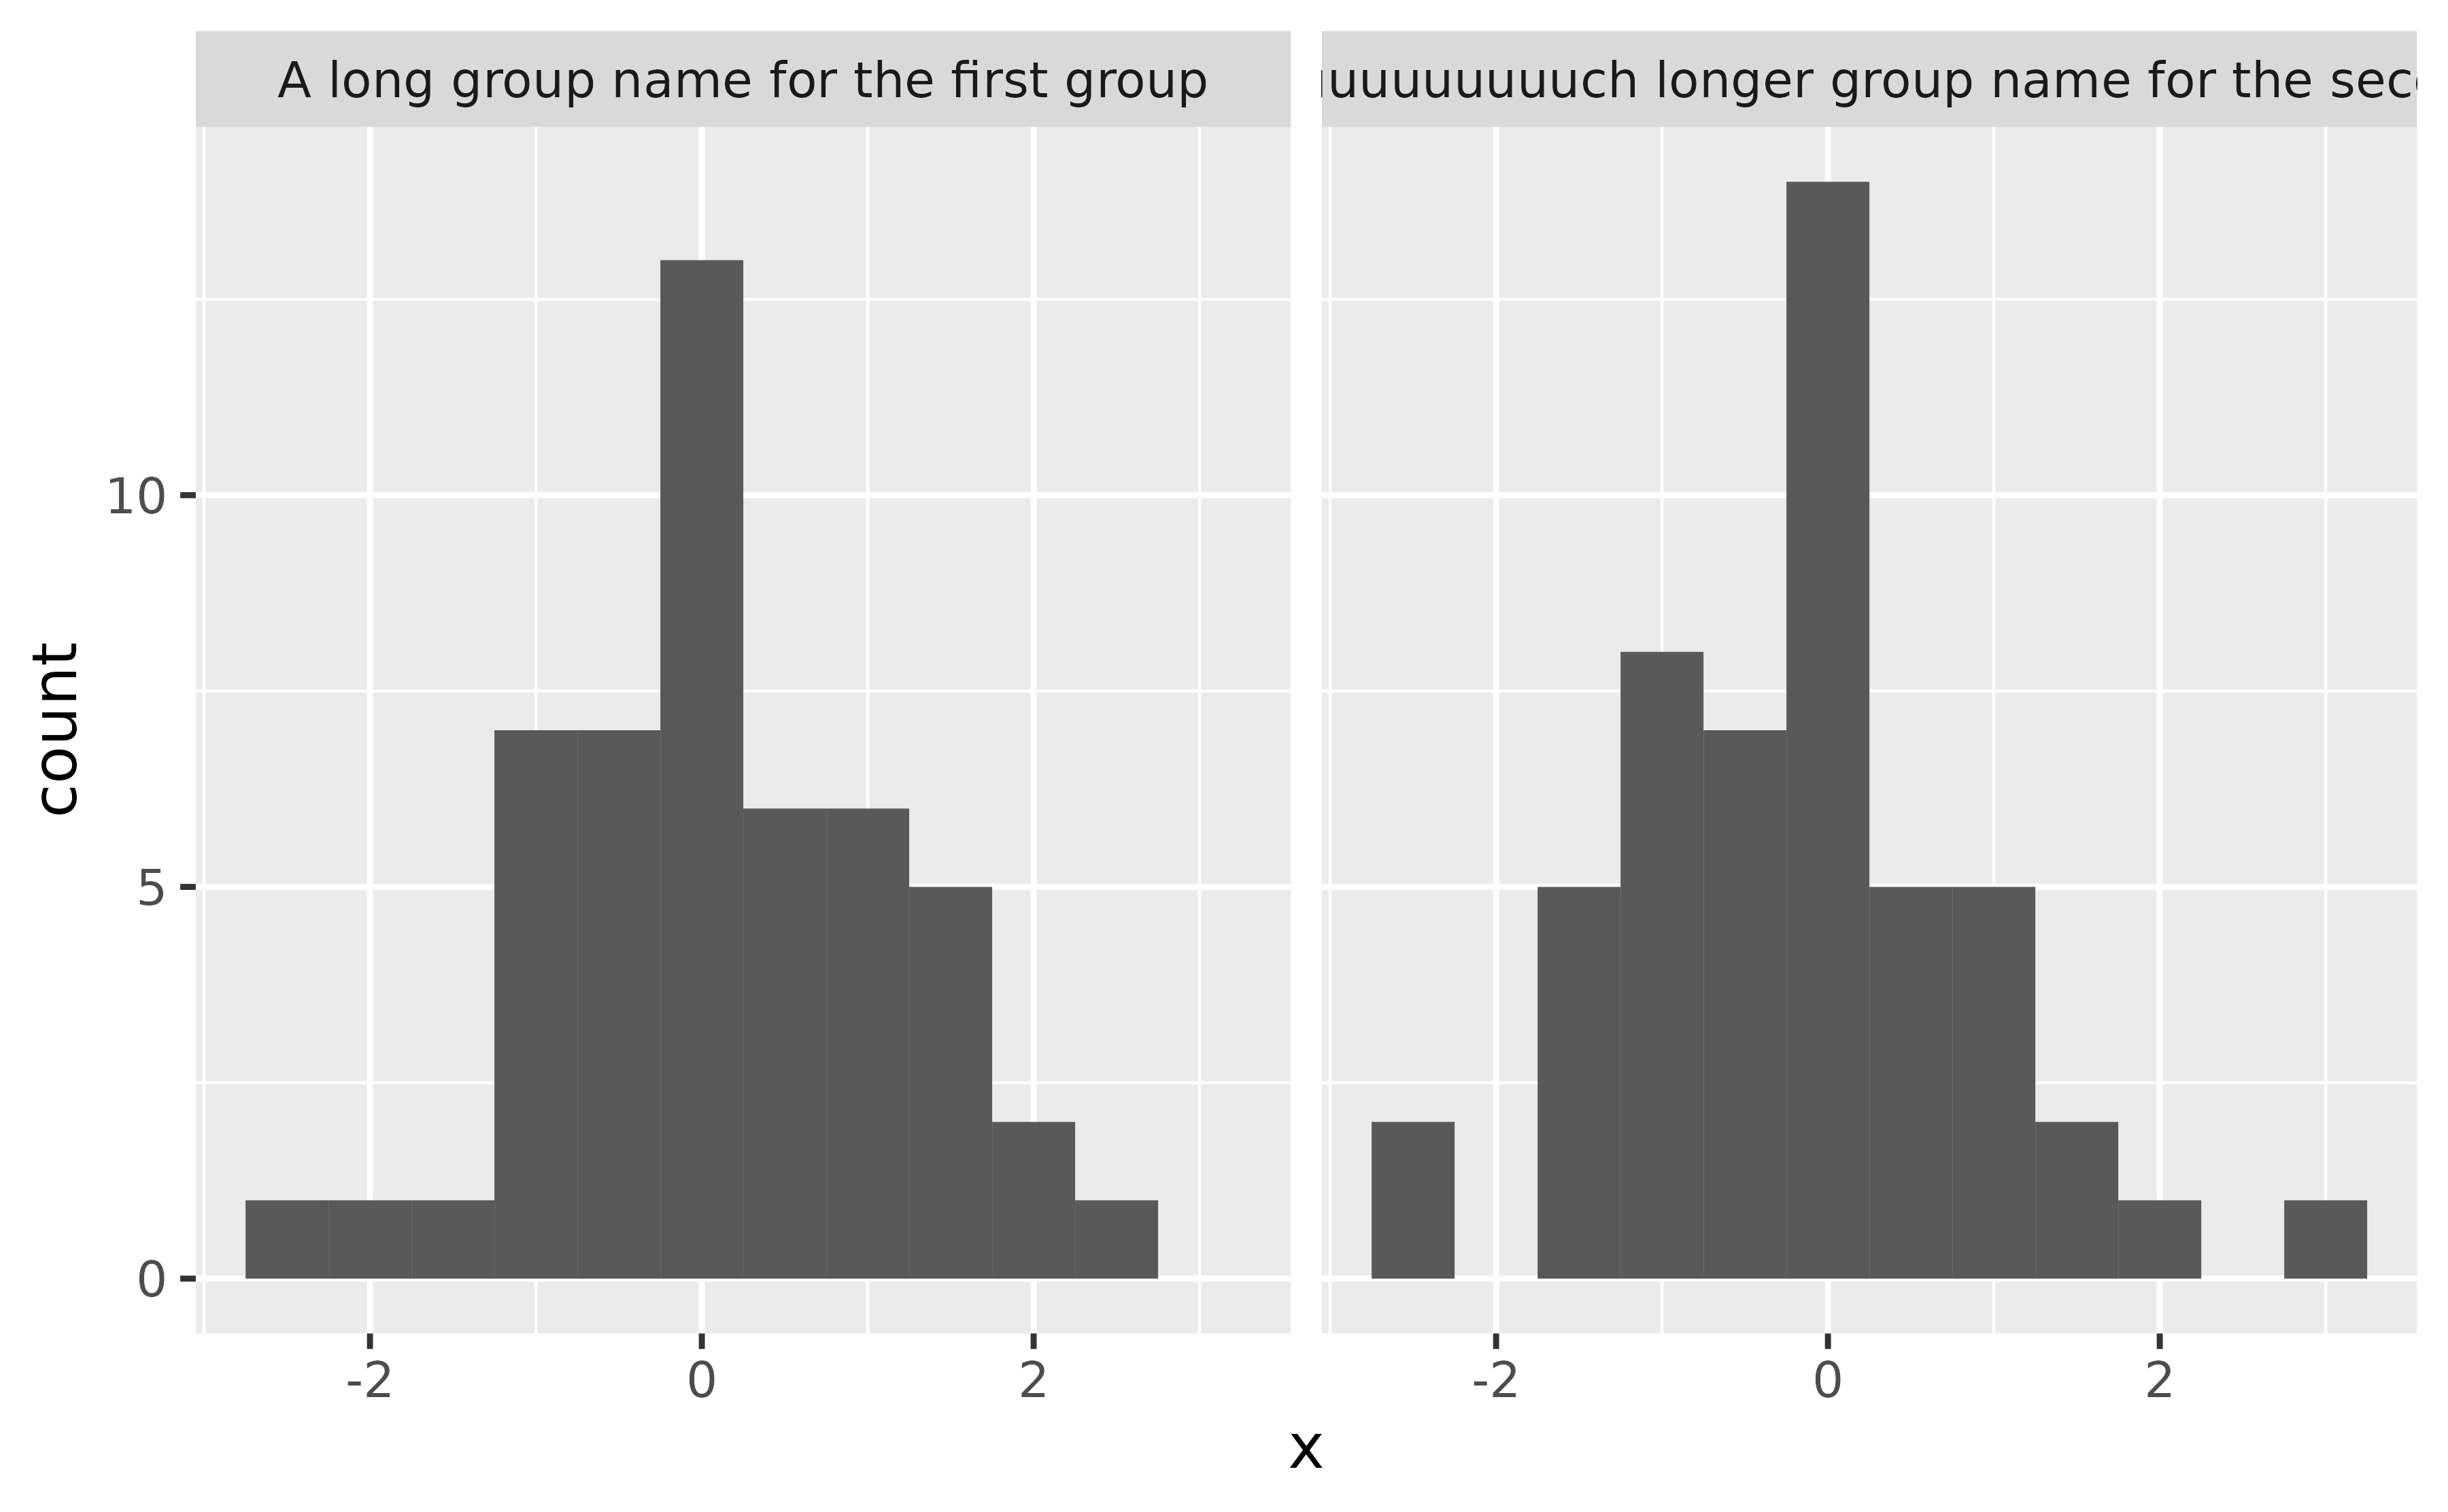 A long group name for the first group
uuuuuuuuuch longer group name for the sec
10
5
0
count
-2 0 2
-2 0 2
x